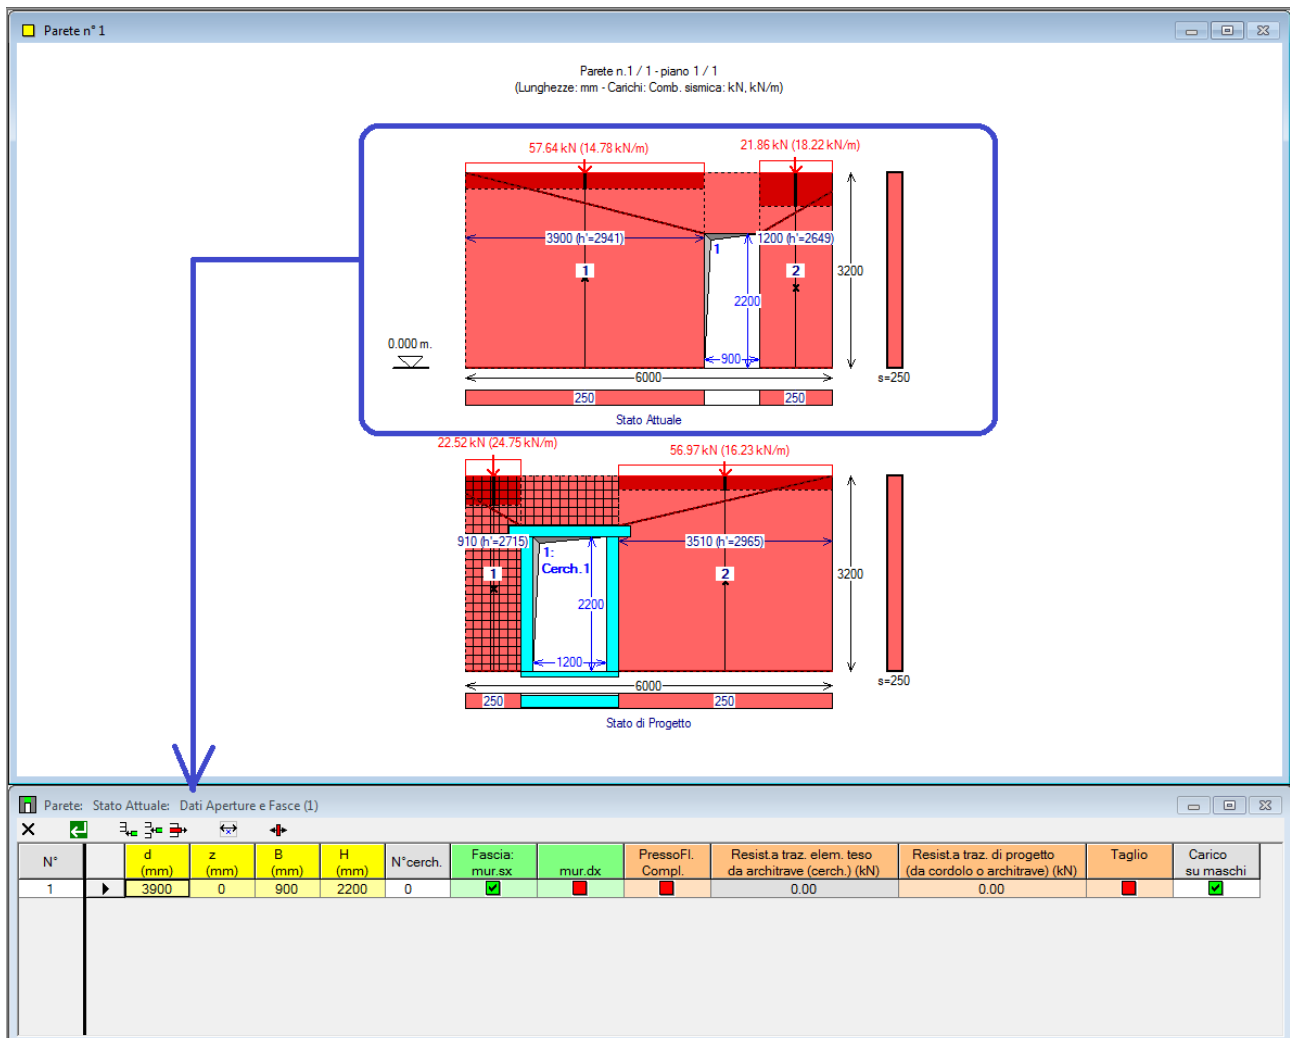 Parete n° 1
Parete n.1 / 1 - piano 1 / 1
(Lunghezze: mm - Carichi: Comb. sismica: kN, kN/m)
57.64 kN (14.78 kN/m)
21.86 kN (18.22 kN/m)
3900 (h'=2941)
1200 (h'=2649)
1
1
2
3200
2200
0.000 m.
900
6000
s=250
250
250
Stato Attuale
22.52 kN (24.75 kN/m)
56.97 kN (16.23 kN/m)
910 (h'=2715)
3510 (h'=2965)
1:
Cerch.1
1
2
3200
2200
1200
6000
s=250
250
250
Stato di Progetto
Parete: Stato Attuale: Dati Aperture e Fasce (1)
N°
d
(mm)
z
(mm)
B
(mm)
H
(mm)
N°cerch.
Fascia:
mur.sx
mur.dx
PressoFl.
Compl.
Resist.a traz. elem. teso
da architrave (cerch.) (kN)
Resist.a traz. di progetto
(da cordolo o architrave) (kN)
Taglio
Carico
su maschi
1 3900 0 900 2200 0 0.00 0.00